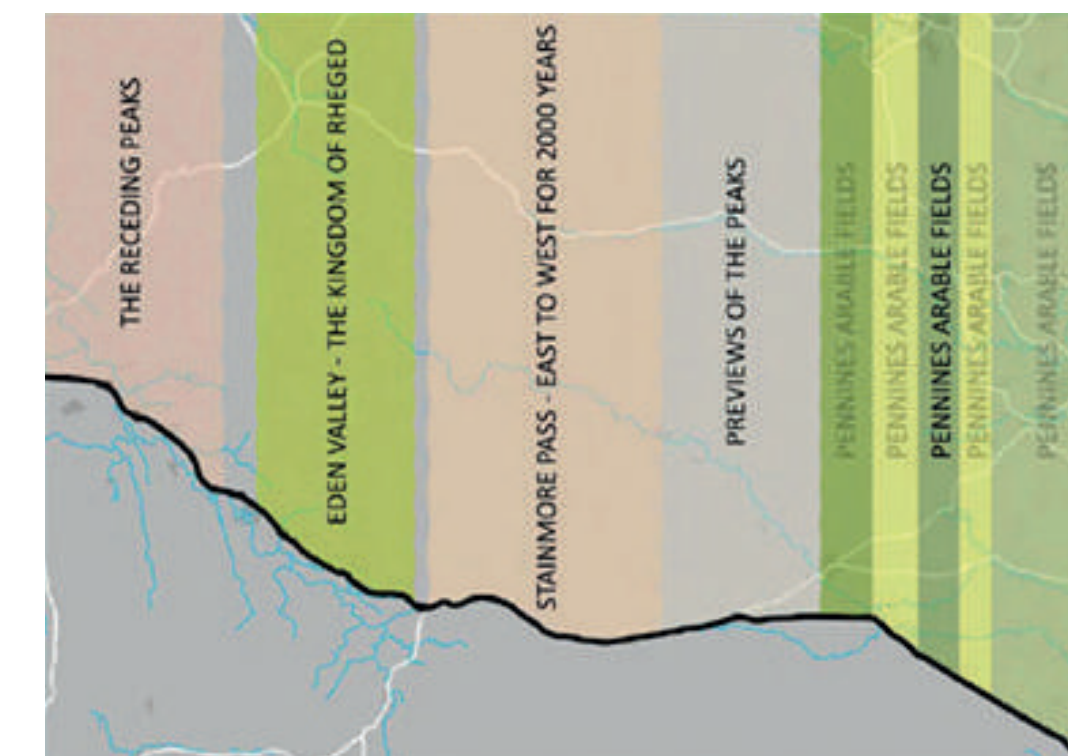 THE RECEDING PEAKS
EDEN VALLEY - THE KINGDOM OF RHEGED
STAINMORE PASS - EAST TO WEST FOR 2000 YEARS
PREVIEWS OF THE PEAKS
PENNINES ARABLE FIELDS
PENNINES ARABLE FIELDS
PENNINES ARABLE FIELDS
PENNINES ARABLE FIELDS
PENNINES ARABLE FIELDS